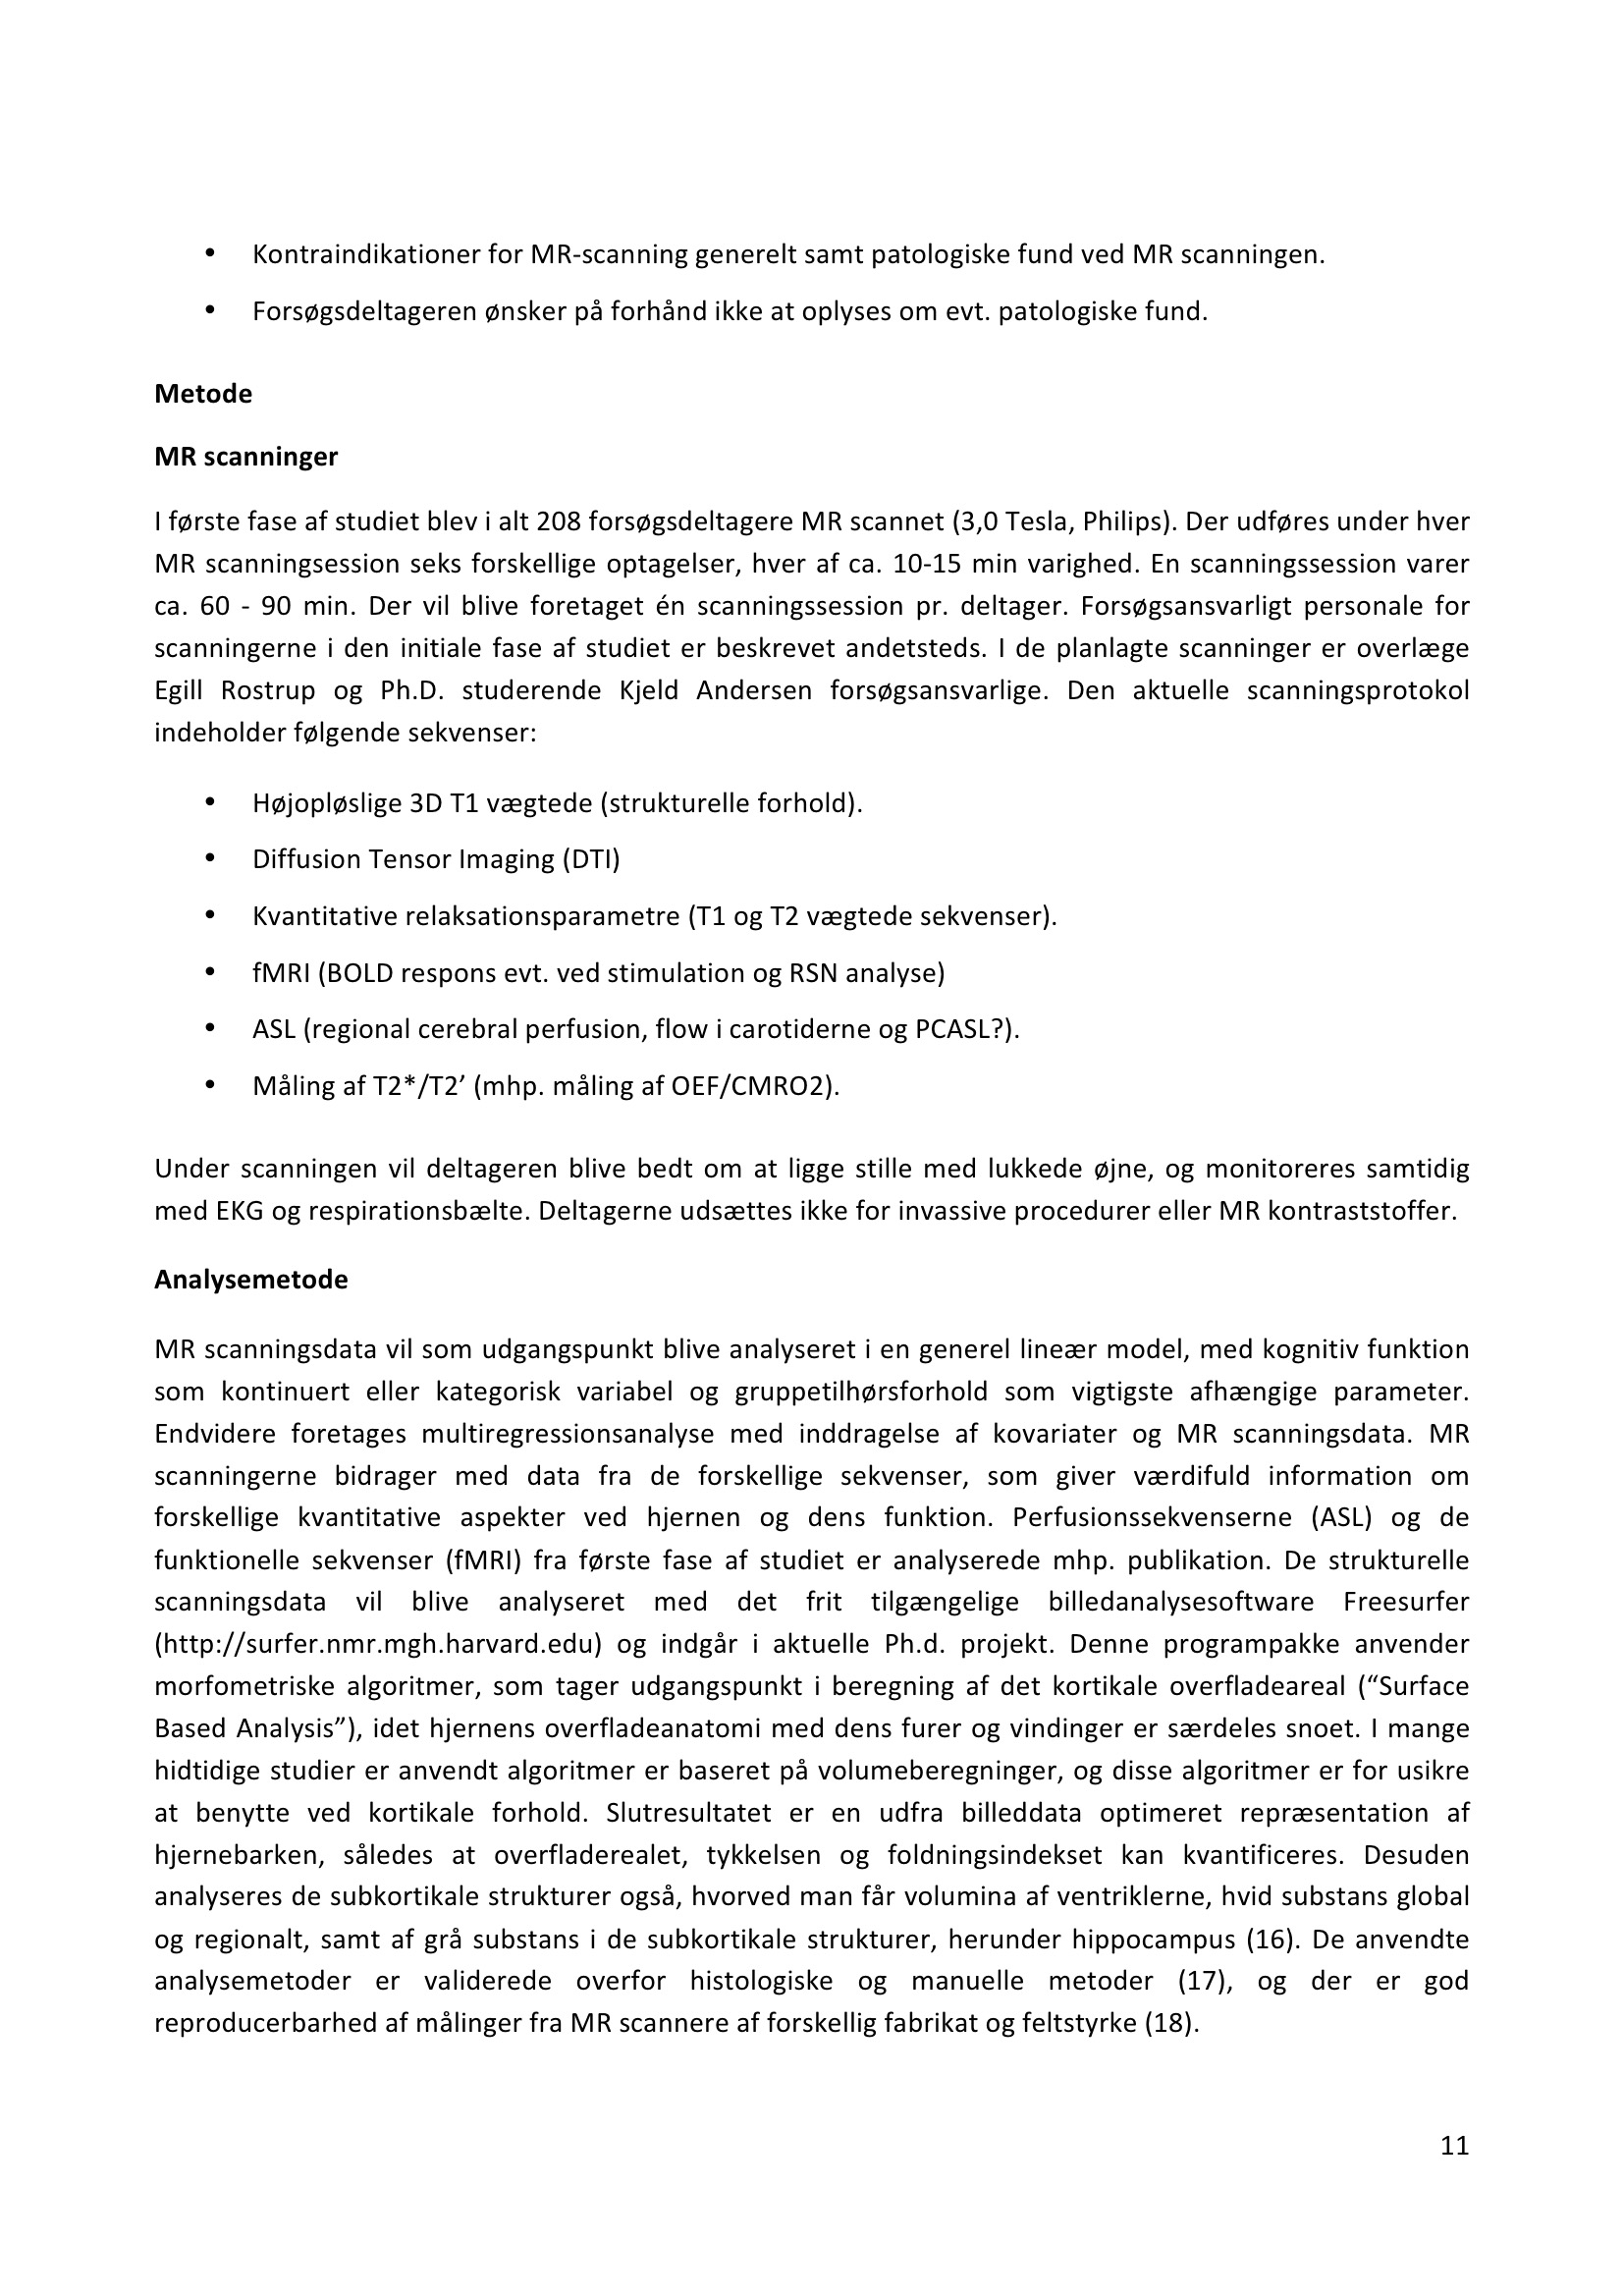 • Kontraindikationer for MR-scanning generelt samt patologiske fund ved MR scanningen.
• Forsøgsdeltageren ønsker på forhånd ikke at oplyses om evt. patologiske fund.
Metode
MR scanninger
I første fase af studiet blev i alt 208 forsøgsdeltagere MR scannet (3,0 Tesla, Philips). Der udføres under hver
MR scanningsession seks forskellige optagelser, hver af ca. 10-15 min varighed. En scanningssession varer
ca. 60 - 90 min. Der vil blive foretaget én scanningssession pr. deltager. Forsøgsansvarligt personale for
scanningerne i den initiale fase af studiet er beskrevet andetsteds. I de planlagte scanninger er overlæge
Egill Rostrup og Ph.D. studerende Kjeld Andersen forsøgsansvarlige. Den aktuelle scanningsprotokol
indeholder følgende sekvenser:
• Højopløslige 3D T1 vægtede (strukturelle forhold).
• Diffusion Tensor Imaging (DTI)
• Kvantitative relaksationsparametre (T1 og T2 vægtede sekvenser).
• fMRI (BOLD respons evt. ved stimulation og RSN analyse)
• ASL (regional cerebral perfusion, flow i carotiderne og PCASL?).
• Måling af T2*/T2’ (mhp. måling af OEF/CMRO2).
Under scanningen vil deltageren blive bedt om at ligge stille med lukkede øjne, og monitoreres samtidig
med EKG og respirationsbælte. Deltagerne udsættes ikke for invassive procedurer eller MR kontraststoffer.
Analysemetode
MR scanningsdata vil som udgangspunkt blive analyseret i en generel lineær model, med kognitiv funktion
som kontinuert eller kategorisk variabel og gruppetilhørsforhold som vigtigste afhængige parameter.
Endvidere foretages multiregressionsanalyse med inddragelse af kovariater og MR scanningsdata. MR
scanningerne bidrager med data fra de forskellige sekvenser, som giver værdifuld information om
forskellige kvantitative aspekter ved hjernen og dens funktion. Perfusionssekvenserne (ASL) og de
funktionelle sekvenser (fMRI) fra første fase af studiet er analyserede mhp. publikation. De strukturelle
scanningsdata vil blive analyseret med det frit tilgængelige billedanalysesoftware Freesurfer
(http://surfer.nmr.mgh.harvard.edu) og indgår i aktuelle Ph.d. projekt. Denne programpakke anvender
morfometriske algoritmer, som tager udgangspunkt i beregning af det kortikale overfladeareal (“Surface
Based Analysis”), idet hjernens overfladeanatomi med dens furer og vindinger er særdeles snoet. I mange
hidtidige studier er anvendt algoritmer er baseret på volumeberegninger, og disse algoritmer er for usikre
at benytte ved kortikale forhold. Slutresultatet er en udfra billeddata optimeret repræsentation af
hjernebarken, således at overfladerealet, tykkelsen og foldningsindekset kan kvantificeres. Desuden
analyseres de subkortikale strukturer også, hvorved man får volumina af ventriklerne, hvid substans global
og regionalt, samt af grå substans i de subkortikale strukturer, herunder hippocampus (16). De anvendte
analysemetoder er validerede overfor histologiske og manuelle metoder (17), og der er god
reproducerbarhed af målinger fra MR scannere af forskellig fabrikat og feltstyrke (18).
11